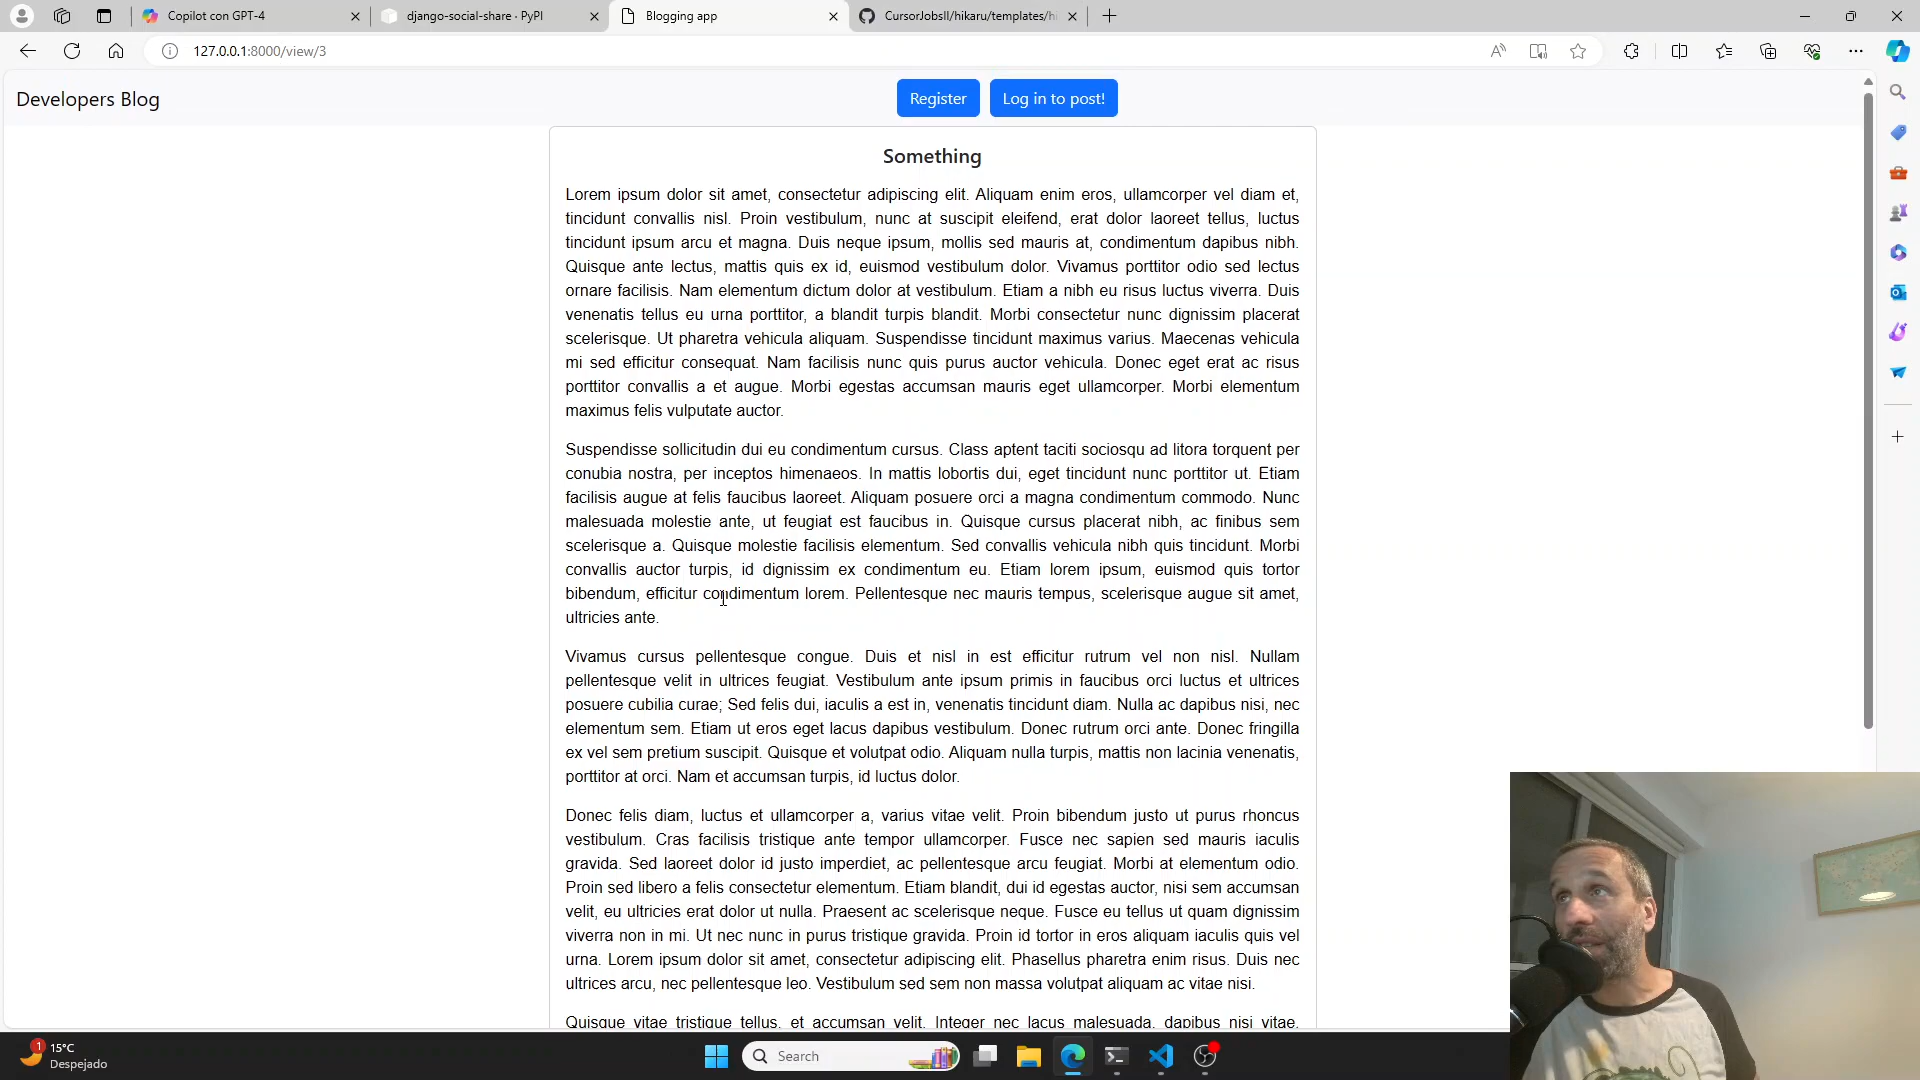 Copilot con GPT-4
django-social-share · PyPI
Blogging app
CursorJobsII/hikaru/templates/hi
127.0.0.1:8000/view/3
Developers Blog
Register
Log in to post!
Something
Lorem ipsum dolor sit amet, consectetur adipiscing elit. Aliquam enim eros, ullamcorper vel diam et,
tincidunt convallis nisl. Proin vestibulum, nunc at suscipit eleifend, erat dolor laoreet tellus, luctus
tincidunt ipsum arcu et magna. Duis neque ipsum, mollis sed mauris at, condimentum dapibus nibh.
Quisque ante lectus, mattis quis ex id, euismod vestibulum dolor. Vivamus porttitor odio sed lectus
ornare facilisis. Nam elementum dictum dolor at vestibulum. Etiam a nibh eu risus luctus viverra. Duis
venenatis tellus eu urna porttitor, a blandit turpis blandit. Morbi consectetur nunc dignissim placerat
scelerisque. Ut pharetra vehicula aliquam. Suspendisse tincidunt maximus varius. Maecenas vehicula
mi sed efficitur consequat. Nam facilisis nunc quis purus auctor vehicula. Donec eget erat ac risus
porttitor convallis a et augue. Morbi egestas accumsan mauris eget ullamcorper. Morbi elementum
maximus felis vulputate auctor.
Suspendisse sollicitudin dui eu condimentum cursus. Class aptent taciti sociosqu ad litora torquent per
conubia nostra, per inceptos himenaeos. In mattis lobortis dui, eget tincidunt nunc porttitor ut. Etiam
facilisis augue at felis faucibus laoreet. Aliquam posuere orci a magna condimentum commodo. Nunc
malesuada molestie ante, ut feugiat est faucibus in. Quisque cursus placerat nibh, ac finibus sem
scelerisque a. Quisque molestie facilisis elementum. Sed convallis vehicula nibh quis tincidunt. Morbi
convallis auctor turpis, id dignissim ex condimentum eu. Etiam lorem ipsum, euismod quis tortor
bibendum, efficitur condimentum lorem. Pellentesque nec mauris tempus, scelerisque augue sit amet,
ultricies ante.
Vivamus cursus pellentesque congue. Duis et nisl in est efficitur rutrum vel non nisl. Nullam
pellentesque velit in ultrices feugiat. Vestibulum ante ipsum primis in faucibus orci luctus et ultrices
posuere cubilia curae; Sed felis dui, iaculis a est in, venenatis tincidunt diam. Nulla ac dapibus nisi, nec
elementum sem. Etiam ut eros eget lacus dapibus vestibulum. Donec rutrum orci ante. Donec fringilla
ex vel sem pretium suscipit. Quisque et volutpat odio. Aliquam nulla turpis, mattis non lacinia venenatis,
porttitor at orci. Nam et accumsan turpis, id luctus dolor.
Donec felis diam, luctus et ullamcorper a, varius vitae velit. Proin bibendum justo ut purus rhoncus
vestibulum. Cras facilisis tristique ante tempor ullamcorper. Fusce nec sapien sed mauris iaculis
gravida. Sed laoreet dolor id justo imperdiet, ac pellentesque arcu feugiat. Morbi at elementum odio.
Proin sed libero a felis consectetur elementum. Etiam blandit, dui id egestas auctor, nisi sem accumsan
velit, eu ultricies erat dolor ut nulla. Praesent ac scelerisque neque. Fusce eu tellus ut quam dignissim
viverra non in mi. Ut nec nunc in purus tristique gravida. Proin id tortor in eros aliquam iaculis quis vel
urna. Lorem ipsum dolor sit amet, consectetur adipiscing elit. Phasellus pharetra enim risus. Duis nec
ultrices arcu, nec pellentesque leo. Vestibulum sed sem non massa volutpat aliquam ac vitae nisi.
Quisque vitae tristique tellus, et accumsan velit. Integer nec lacus malesuada, dapibus nisi vitae,
1
15°C
Despejado
Search